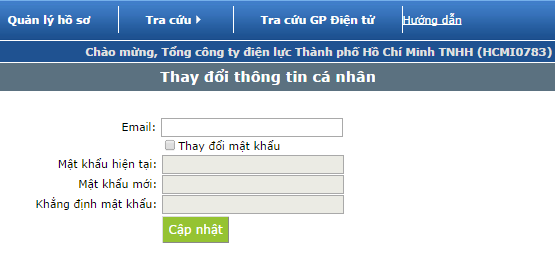 Quản lý hồ sơ Tra cứu Tra cứu GP Điện tử Hướng dẫn
Chào mừng, Tổng công ty điện lực Thành phố Hồ Chí Minh TNHH (HCMI0783)
Thay đổi thông tin cá nhân
Email:
Thay đổi mật khẩu
Mật khẩu hiện tại:
Mật khẩu mới:
Khẳng định mật khẩu:
Cập nhật